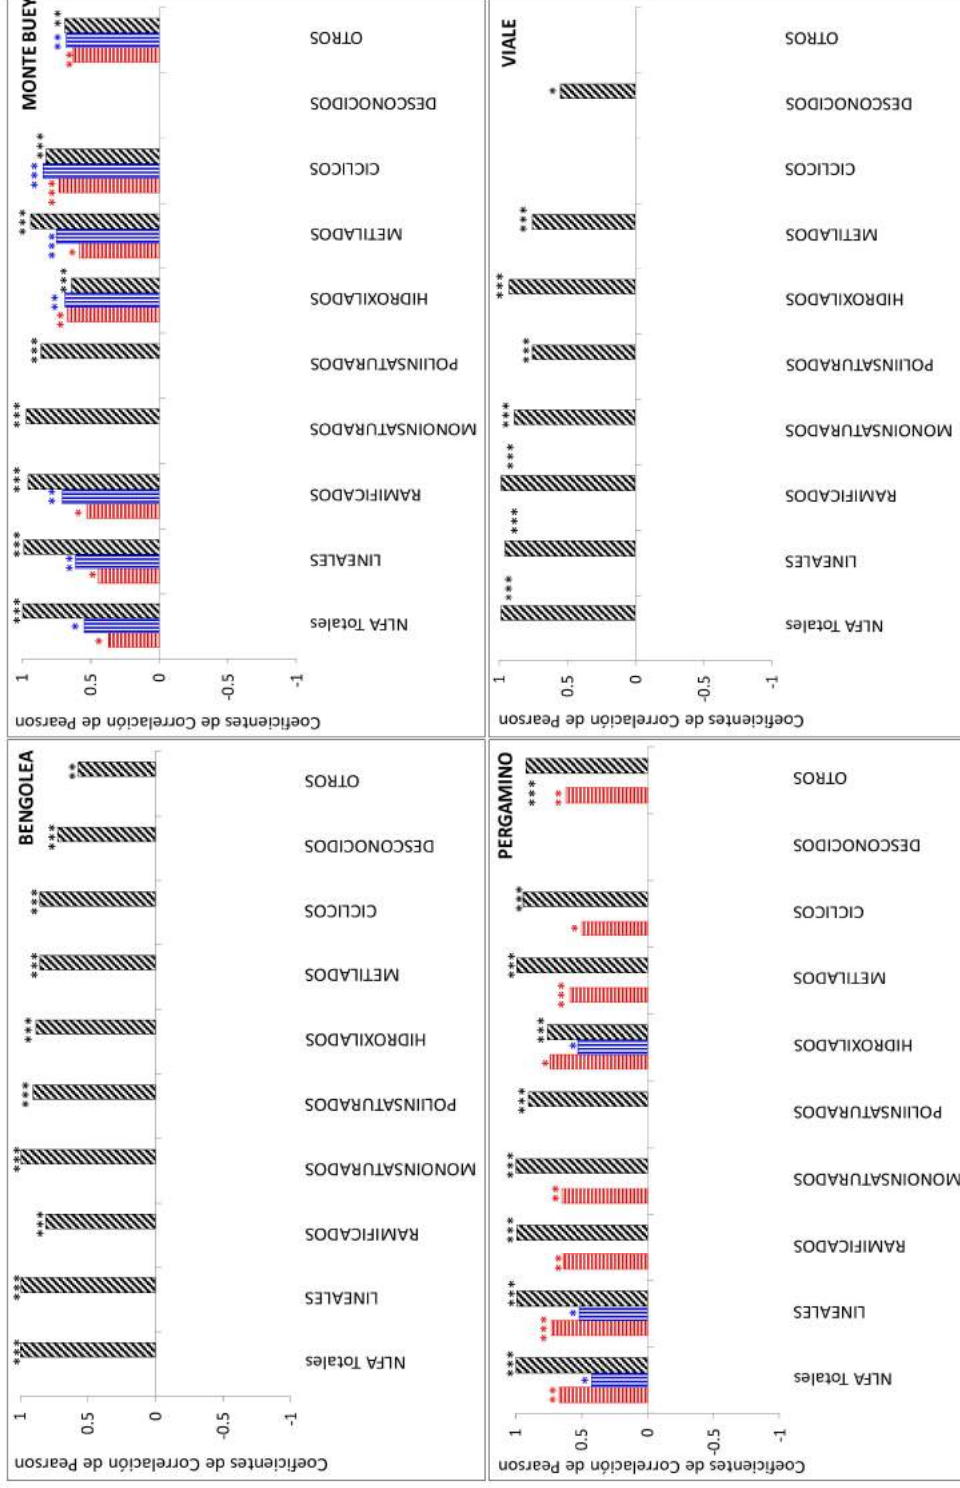 BENGOLEA
Coeficientes de Correlación de Pearson
1
0.5
0
-0.5
-1
*** *** *** *** *** *** *** *** *** **
NLFA Totales
LINEALES
RAMIFICADOS
MONOINSATURADOS
POLIINSATURADOS
HIDROXILADOS
METILADOS
CICLICOS
DESCONOCIDOS
OTROS
MONTE BUEY
Coeficientes de Correlación de Pearson
1
0.5
0
-0.5
-1
* * *** * ** *** * ** *** *** *** ** ** *** * *** *** *** *** *** ** ** **
NLFA Totales
LINEALES
RAMIFICADOS
MONOINSATURADOS
POLIINSATURADOS
HIDROXILADOS
METILADOS
CICLICOS
DESCONOCIDOS
OTROS
PERGAMINO
Coeficientes de Correlación de Pearson
1
0.5
0
-0.5
-1
** * *** *** * *** ** *** ** *** *** * * *** *** *** * *** ** ***
NLFA Totales
LINEALES
RAMIFICADOS
MONOINSATURADOS
POLIINSATURADOS
HIDROXILADOS
METILADOS
CICLICOS
DESCONOCIDOS
OTROS
VIALE
Coeficientes de Correlación de Pearson
1
0.5
0
-0.5
-1
*** *** *** *** *** *** *** *
NLFA Totales
LINEALES
RAMIFICADOS
MONOINSATURADOS
POLIINSATURADOS
HIDROXILADOS
METILADOS
CICLICOS
DESCONOCIDOS
OTROS